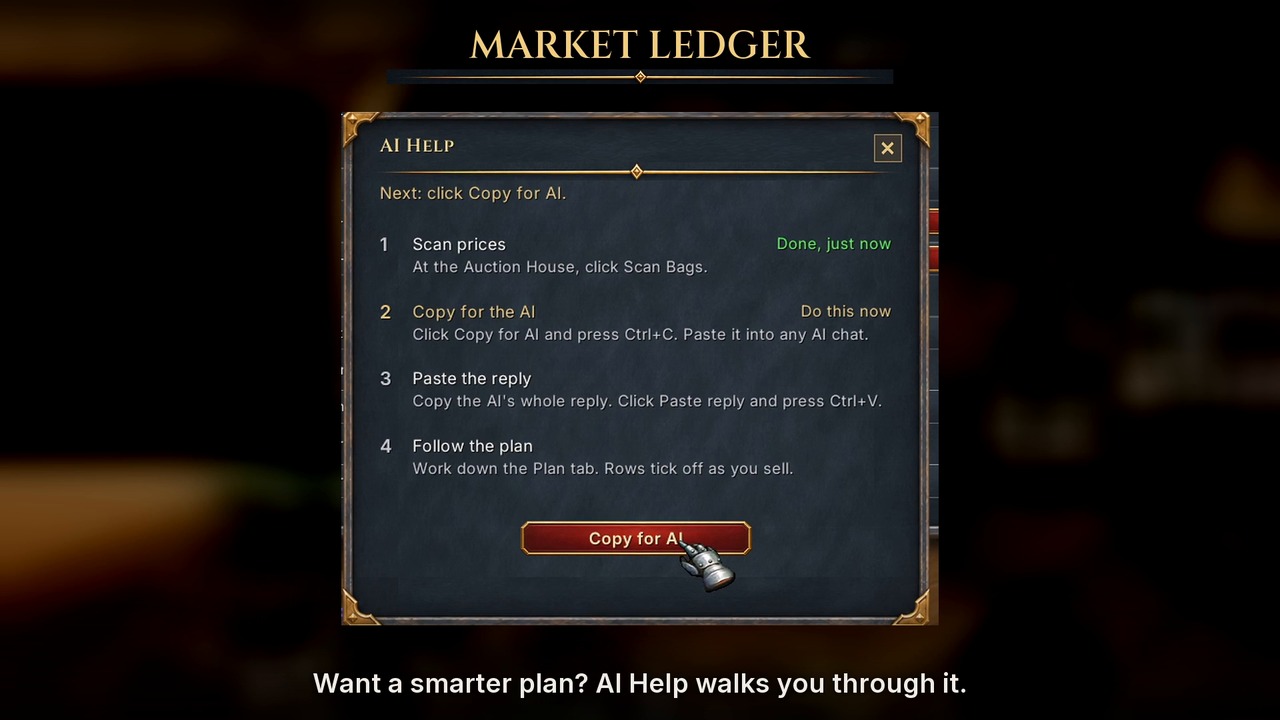 MARKET LEDGER
AI HELP
Next: click Copy for AI.
1 Scan prices Done, just now
At the Auction House, click Scan Bags.
2 Copy for the AI Do this now
Click Copy for AI and press Ctrl+C. Paste it into any AI chat.
3 Paste the reply
Copy the AI's whole reply. Click Paste reply and press Ctrl+V.
4 Follow the plan
Work down the Plan tab. Rows tick off as you sell.
Copy for AI
Want a smarter plan? AI Help walks you through it.